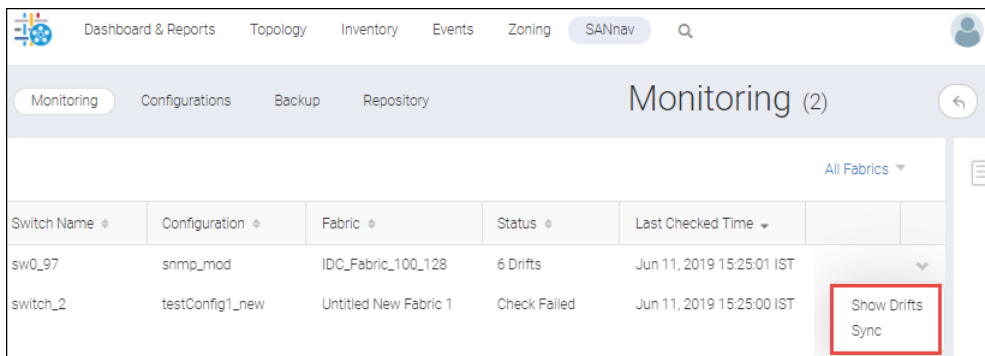 Dashboard & Reports Topology Inventory Events Zoning SANnav
Monitoring Configurations Backup Repository Monitoring (2)
All Fabrics
Switch Name Configuration Fabric Status Last Checked Time
sw0_97 snmp_mod IDC_Fabric_100_128 6 Drifts Jun 11, 2019 15:25:01 IST
switch_2 testConfig1_new Untitled New Fabric 1 Check Failed Jun 11, 2019 15:25:00 IST
Show Drifts
Sync